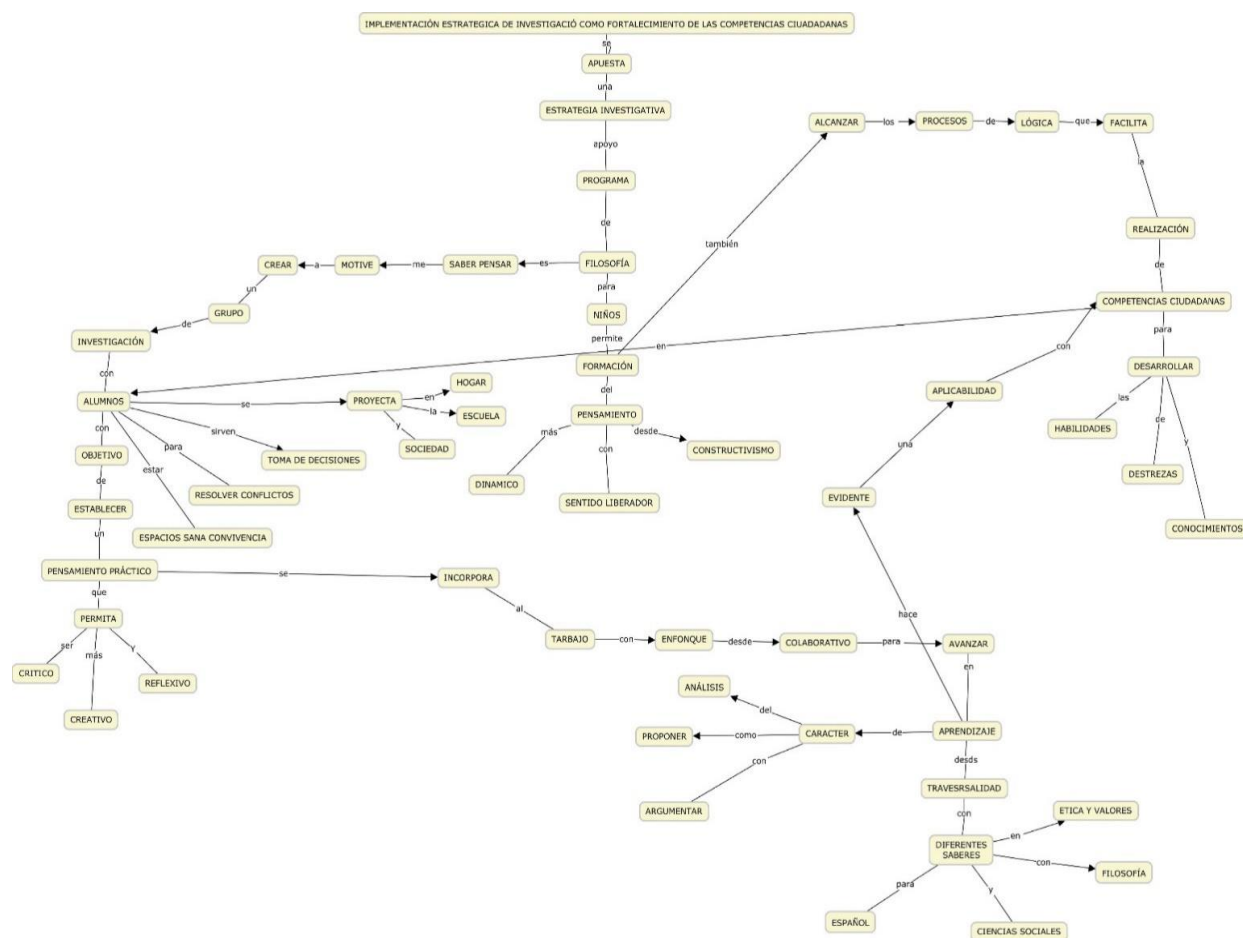 IMPLEMENTACIÓN ESTRATEGICA DE INVESTIGACIÓ COMO FORTALECIMIENTO DE LAS COMPETENCIAS CIUADADANAS
se
APUESTA
una
ESTRATEGIA INVESTIGATIVA
apoyo
PROGRAMA
de
FILOSOFÍA
es
SABER PENSAR
me
MOTIVE
a
CREAR
un
GRUPO
de
INVESTIGACIÓN
con
ALUMNOS
se
PROYECTA
en
HOGAR
la
ESCUELA
y
SOCIEDAD
sirven
TOMA DE DECISIONES
para
RESOLVER CONFLICTOS
estar
ESPACIOS SANA CONVIVENCIA
con
OBJETIVO
de
ESTABLECER
un
PENSAMIENTO PRÁCTICO
que
PERMITA
ser
CRITICO
más
CREATIVO
Y
REFLEXIVO
para
NIÑOS
permite
FORMACIÓN
del
PENSAMIENTO
más
DINAMICO
con
SENTIDO LIBERADOR
desde
CONSTRUCTIVISMO
también
ALCANZAR
los
PROCESOS
de
LÓGICA
que
FACILITA
la
REALIZACIÓN
de
COMPETENCIAS CIUDADANAS
en
para
DESARROLLAR
las
HABILIDADES
de
DESTREZAS
y
CONOCIMIENTOS
se
INCORPORA
al
TARBAJO
con
ENFONQUE
desde
COLABORATIVO
para
AVANZAR
en
APRENDIZAJE
hace
EVIDENTE
una
APLICABILIDAD
con
de
CARACTER
del
ANÁLISIS
como
PROPONER
con
ARGUMENTAR
desds
TRAVESRSALIDAD
con
DIFERENTES
SABERES
en
ETICA Y VALORES
con
FILOSOFÍA
y
CIENCIAS SOCIALES
para
ESPAÑOL